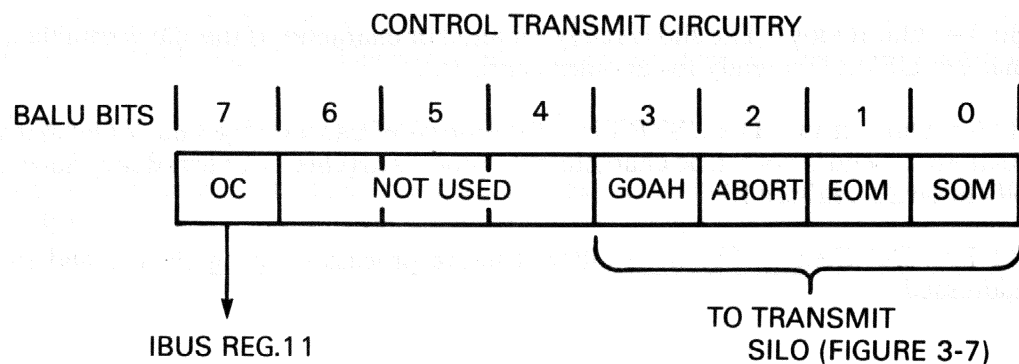 CONTROL TRANSMIT CIRCUITRY
BALU BITS 7 6 5 4 3 2 1 0
OC NOT USED GOAH ABORT EOM SOM
IBUS REG.11
TO TRANSMIT
SILO (FIGURE 3-7)